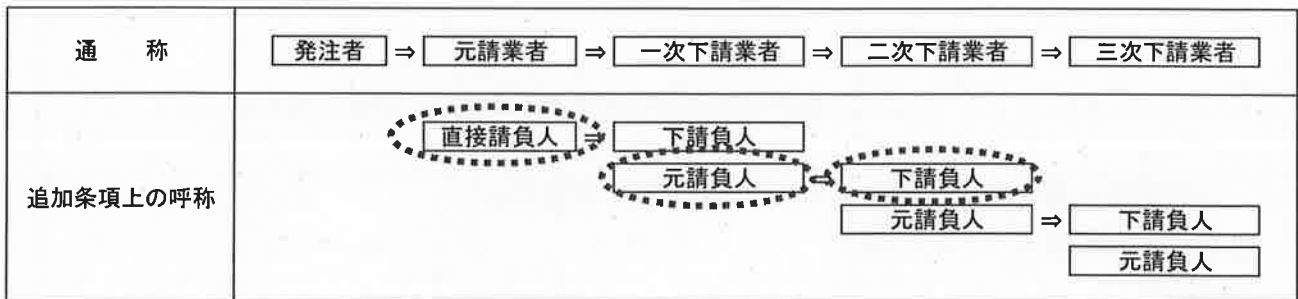 通　称
発注者 ⇒ 元請業者 ⇒ 一次下請業者 ⇒ 二次下請業者 ⇒ 三次下請業者
追加条項上の呼称
直接請負人 ⇒ 下請負人
元請負人 ⇒ 下請負人
元請負人 ⇒ 下請負人
元請負人